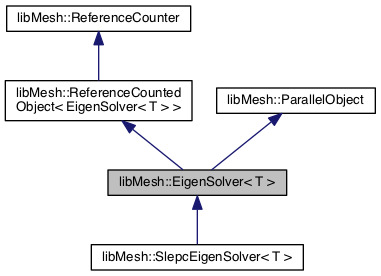 libMesh::ReferenceCounter
libMesh::ReferenceCounted
Object< EigenSolver< T > >
libMesh::ParallelObject
libMesh::EigenSolver< T >
libMesh::SlepcEigenSolver< T >